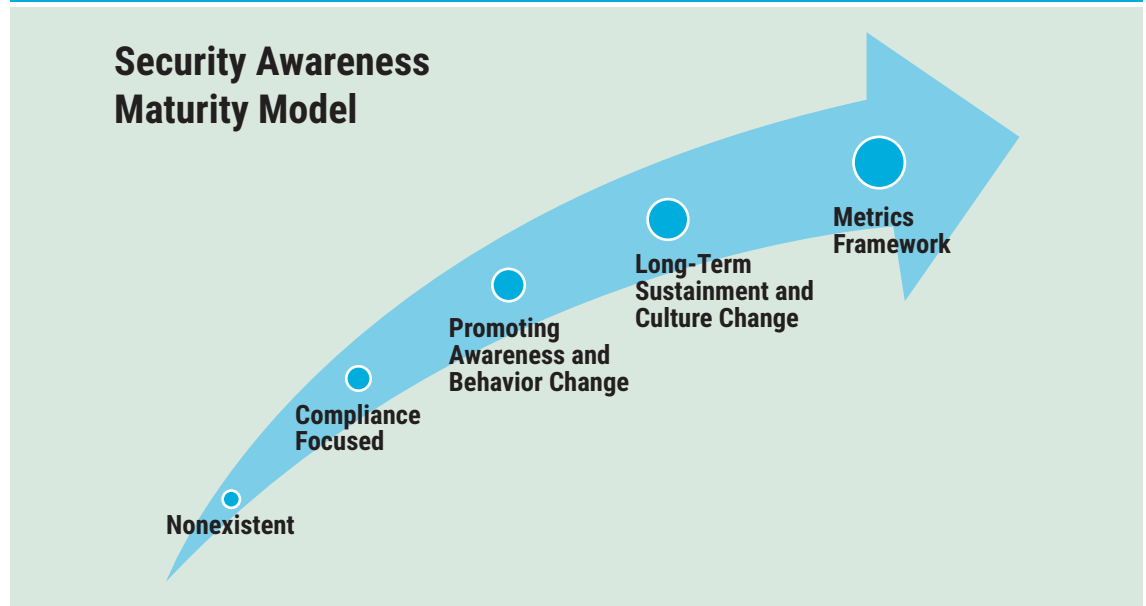 Security Awareness
Maturity Model
Nonexistent
Compliance
Focused
Promoting
Awareness and
Behavior Change
Long-Term
Sustainment and
Culture Change
Metrics
Framework